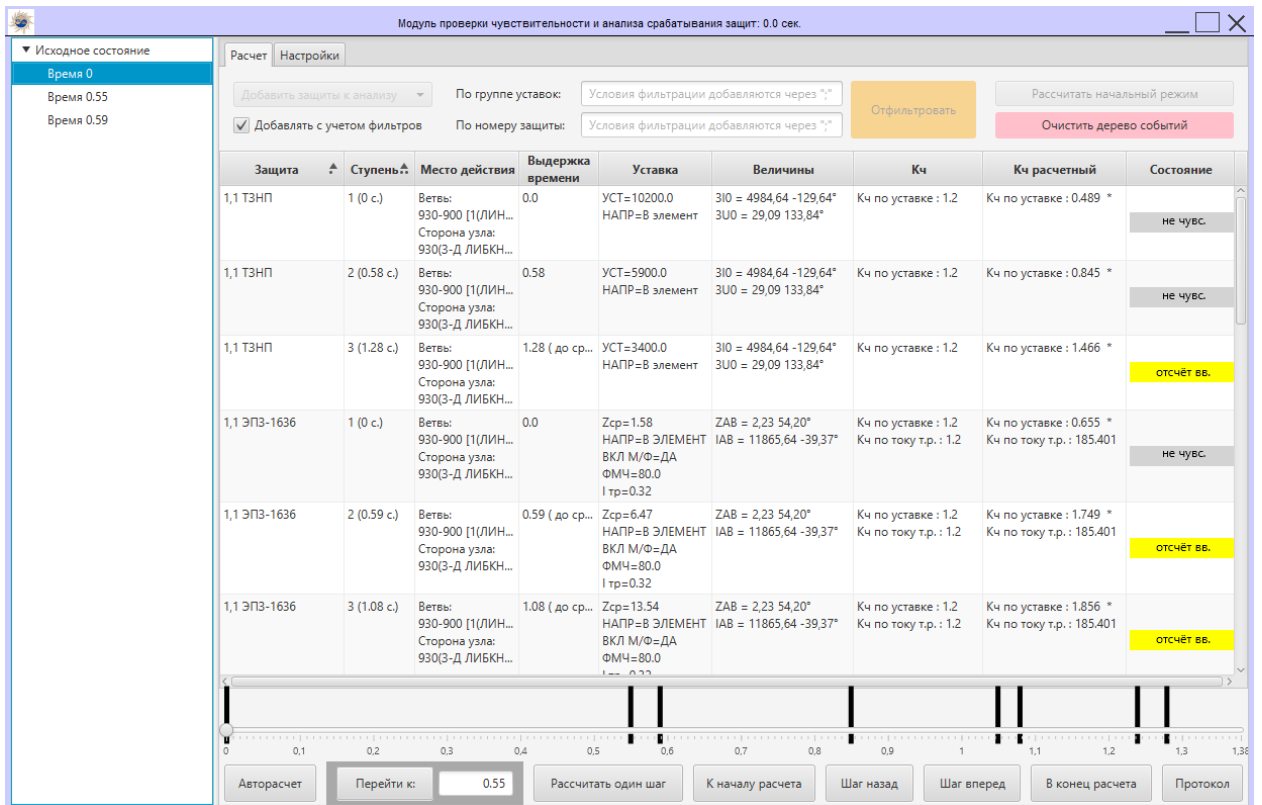 Модуль проверки чувствительности и анализа срабатывания защит: 0.0 сек.
Исходное состояние
Время 0
Время 0.55
Время 0.59
Расчет Настройки
Добавить защиты к анализу По группе уставок: Условия фильтрации добавляются через ";" Отфильтровать Рассчитать начальный режим
Добавлять с учетом фильтров По номеру защиты: Условия фильтрации добавляются через ";" Очистить дерево событий
Защита Ступень Место действия Выдержка времени Уставка Величины Кч Кч расчетный Состояние
1,1 ТЗНП 1 (0 с.) Ветвь: 0.0 УСТ=10200.0 3I0 = 4984,64 -129,64° Кч по уставке : 1.2 Кч по уставке : 0.489 *
930-900 [1(ЛИН... НАПР=В элемент 3U0 = 29,09 133,84°
Сторона узла: не чувс.
930(3-Д ЛИБКН...
1,1 ТЗНП 2 (0.58 с.) Ветвь: 0.58 УСТ=5900.0 3I0 = 4984,64 -129,64° Кч по уставке : 1.2 Кч по уставке : 0.845 *
930-900 [1(ЛИН... НАПР=В элемент 3U0 = 29,09 133,84°
Сторона узла: не чувс.
930(3-Д ЛИБКН...
1,1 ТЗНП 3 (1.28 с.) Ветвь: 1.28 ( до ср... УСТ=3400.0 3I0 = 4984,64 -129,64° Кч по уставке : 1.2 Кч по уставке : 1.466 *
930-900 [1(ЛИН... НАПР=В элемент 3U0 = 29,09 133,84°
Сторона узла: отсчёт вв.
930(3-Д ЛИБКН...
1,1 ЭПЗ-1636 1 (0 с.) Ветвь: 0.0 Zср=1.58 ZAB = 2,23 54,20° Кч по уставке : 1.2 Кч по уставке : 0.655 *
930-900 [1(ЛИН... НАПР=В ЭЛЕМЕНТ IAB = 11865,64 -39,37° Кч по току т.р. : 1.2 Кч по току т.р. : 185.401
Сторона узла: ВКЛ М/Ф=ДА не чувс.
930(3-Д ЛИБКН... ФМЧ=80.0
I тр=0.32
1,1 ЭПЗ-1636 2 (0.59 с.) Ветвь: 0.59 ( до ср... Zср=6.47 ZAB = 2,23 54,20° Кч по уставке : 1.2 Кч по уставке : 1.749 *
930-900 [1(ЛИН... НАПР=В ЭЛЕМЕНТ IAB = 11865,64 -39,37° Кч по току т.р. : 1.2 Кч по току т.р. : 185.401
Сторона узла: ВКЛ М/Ф=ДА отсчёт вв.
930(3-Д ЛИБКН... ФМЧ=80.0
I тр=0.32
1,1 ЭПЗ-1636 3 (1.08 с.) Ветвь: 1.08 ( до ср... Zср=13.54 ZAB = 2,23 54,20° Кч по уставке : 1.2 Кч по уставке : 1.856 *
930-900 [1(ЛИН... НАПР=В ЭЛЕМЕНТ IAB = 11865,64 -39,37° Кч по току т.р. : 1.2 Кч по току т.р. : 185.401
Сторона узла: ВКЛ М/Ф=ДА отсчёт вв.
930(3-Д ЛИБКН... ФМЧ=80.0
0 0,1 0,2 0,3 0,4 0,5 0,6 0,7 0,8 0,9 1 1,1 1,2 1,3 1,38
Авторасчет Перейти к: 0.55 Рассчитать один шаг К началу расчета Шаг назад Шаг вперед В конец расчета Протокол